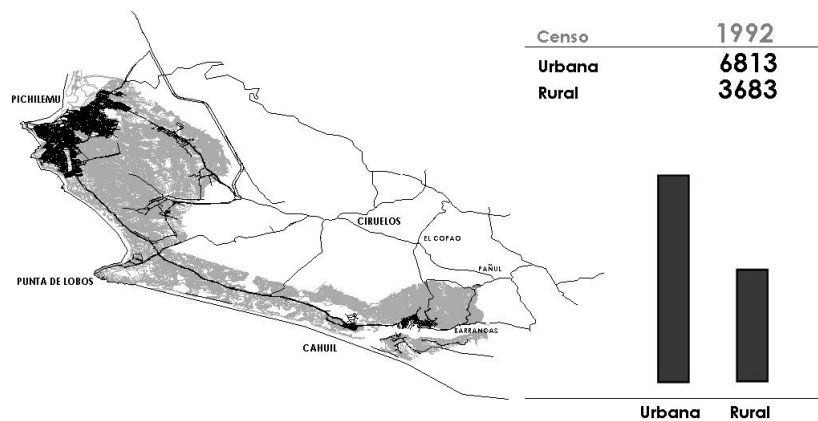 Censo 1992
Urbana 6813
Rural 3683
PICHILEMU
CIRUELOS
EL COPAO
PAÑUL
PUNTA DE LOBOS
BARRANCAS
CAHUIL
Urbana Rural